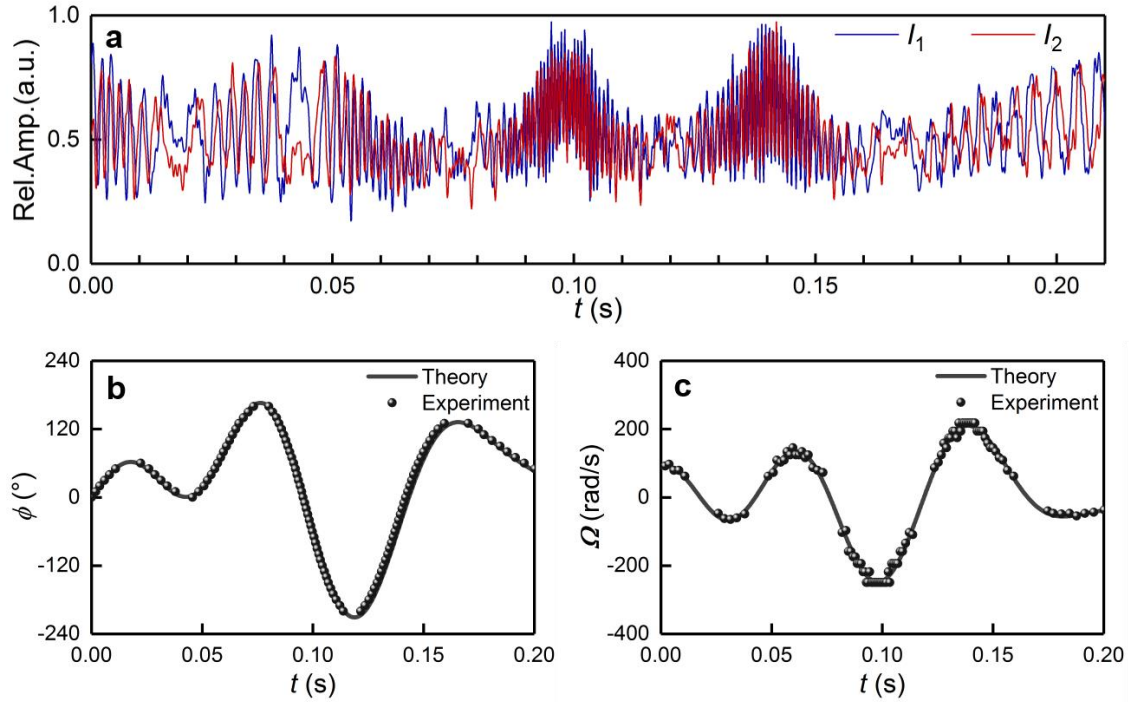 a
I1
I2
Rel.Amp.(a.u.)
1.0
0.5
0.0
0.00
0.05
0.10
0.15
0.20
t (s)
b
Theory
Experiment
ϕ (°)
240
120
0
-120
-240
0.00
0.05
0.10
0.15
0.20
t (s)
c
Theory
Experiment
Ω (rad/s)
400
200
0
-200
-400
0.00
0.05
0.10
0.15
0.20
t (s)